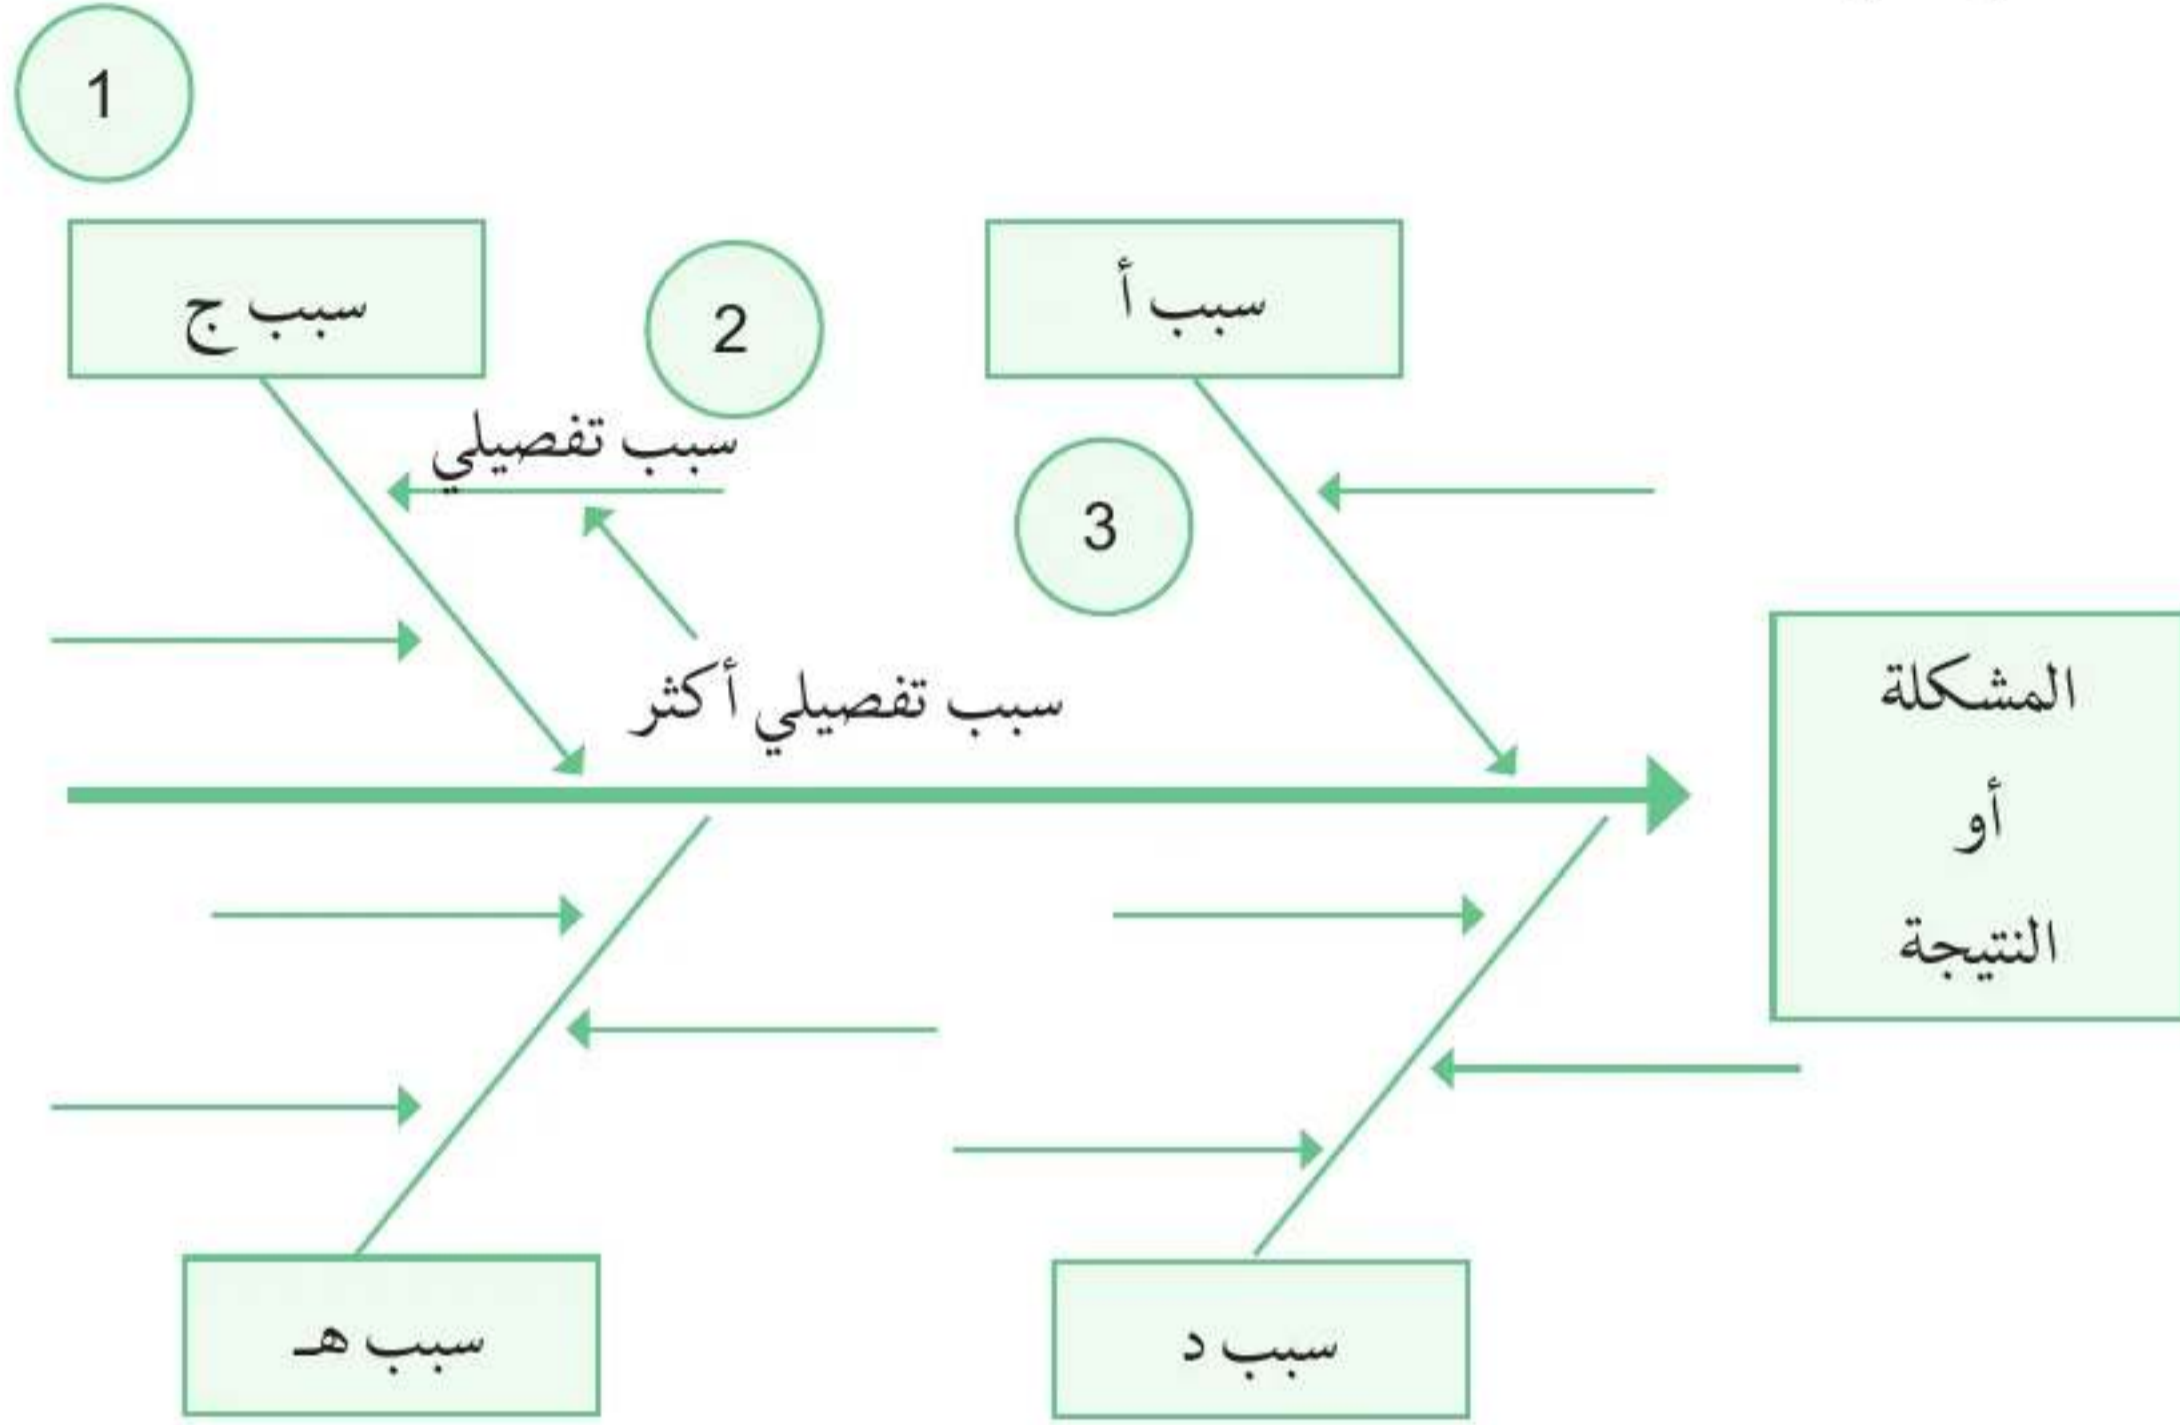 1
سبب أ
2
سبب ج
سبب تفصيلي
3
سبب تفصيلي أكثر
المشكلة
أو
النتيجة
سبب د
سبب هـ